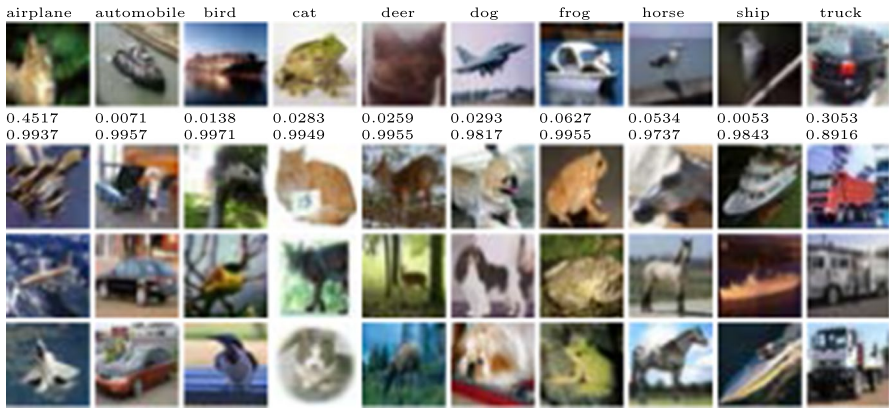 airplane automobile bird cat deer dog frog horse ship truck
0.4517 0.0071 0.0138 0.0283 0.0259 0.0293 0.0627 0.0534 0.0053 0.3053
0.9937 0.9957 0.9971 0.9949 0.9955 0.9817 0.9955 0.9737 0.9843 0.8916